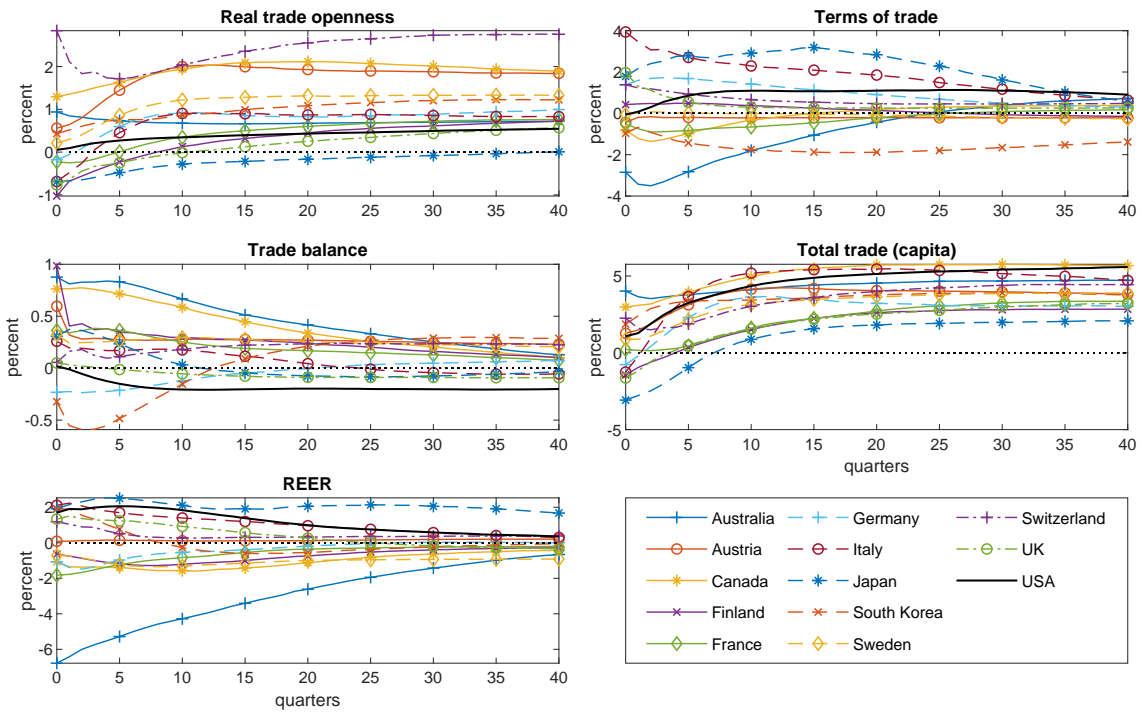 Real trade openness
percent
2
1
0
-1
0 5 10 15 20 25 30 35 40
Terms of trade
percent
4
2
0
-2
-4
0 5 10 15 20 25 30 35 40
Trade balance
percent
1
0.5
0
-0.5
0 5 10 15 20 25 30 35 40
Total trade (capita)
percent
5
0
-5
0 5 10 15 20 25 30 35 40
quarters
REER
percent
2
0
-2
-4
-6
0 5 10 15 20 25 30 35 40
quarters
Australia
Austria
Canada
Finland
France
Germany
Italy
Japan
South Korea
Sweden
Switzerland
UK
USA